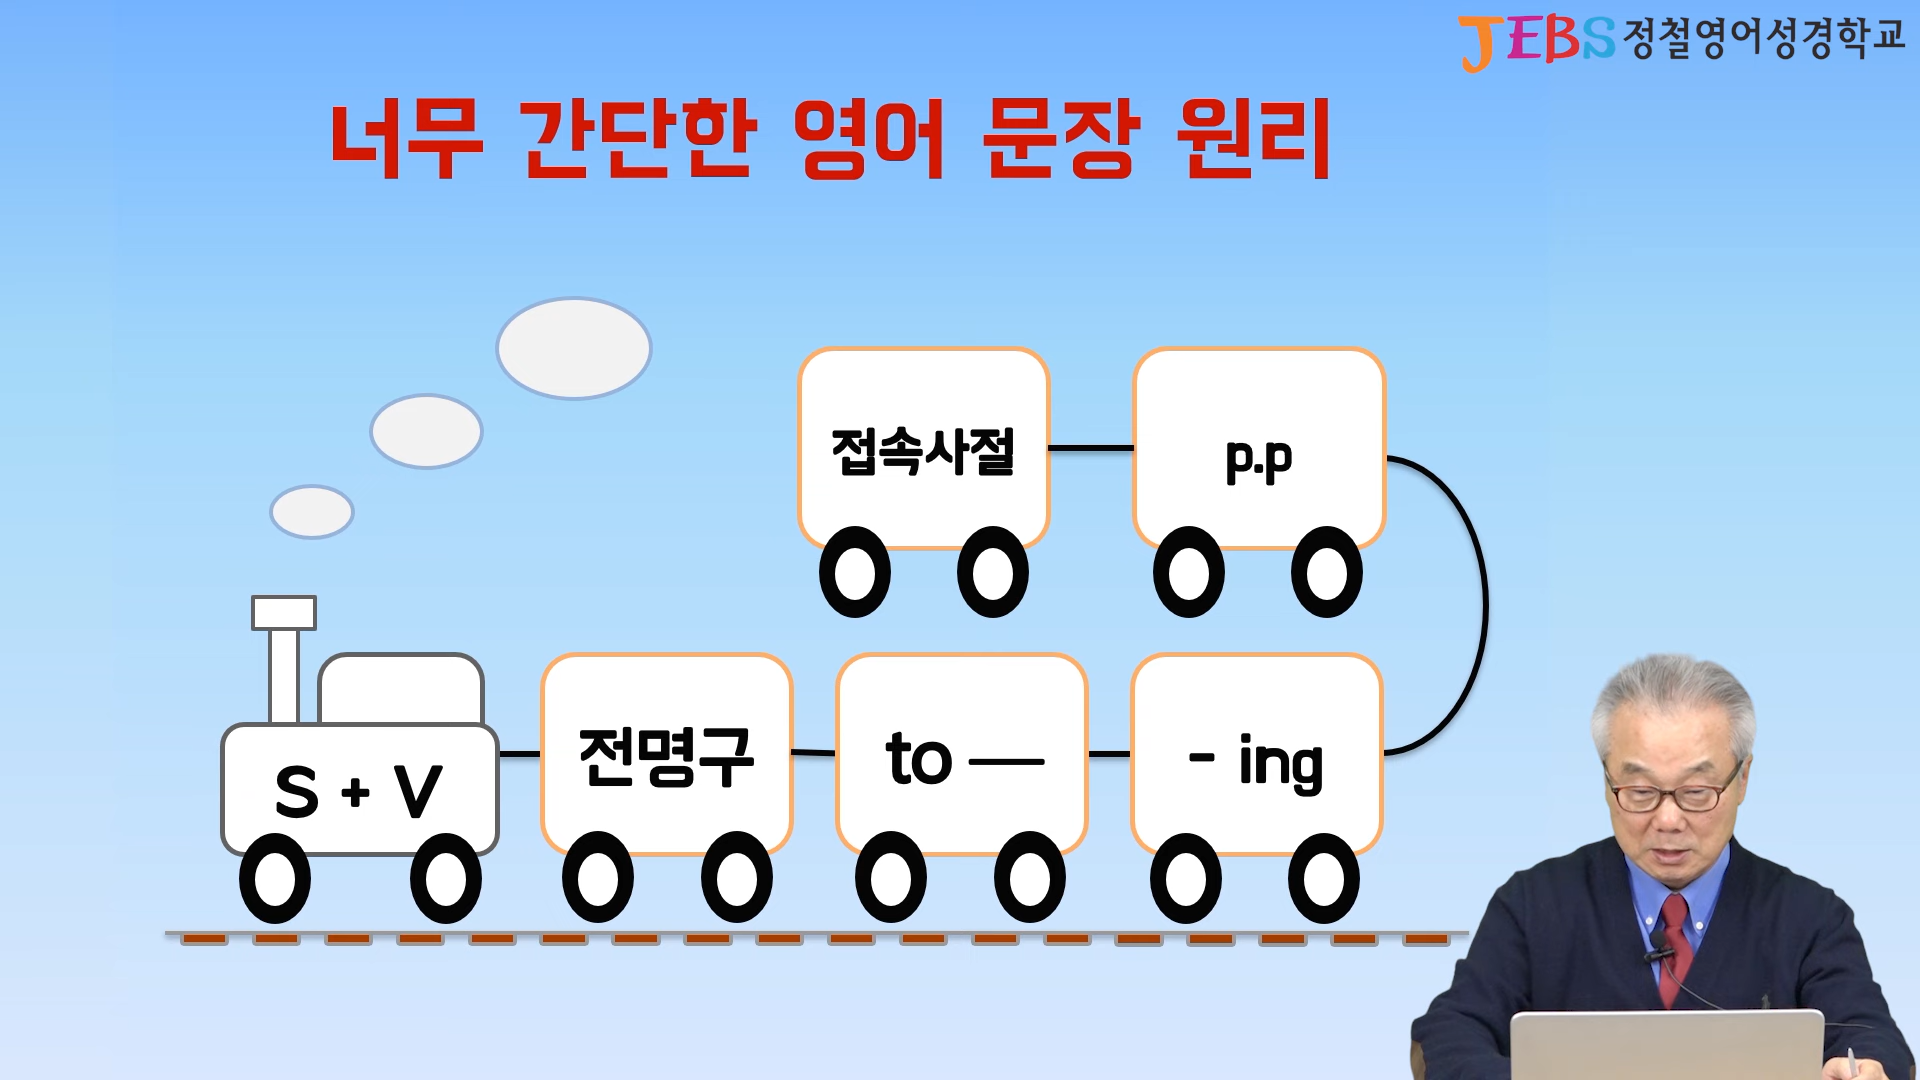 JEBS 정철영어성경학교
너무 간단한 영어 문장 원리
접속사절
p.p
S + V
전명구
to —
- ing